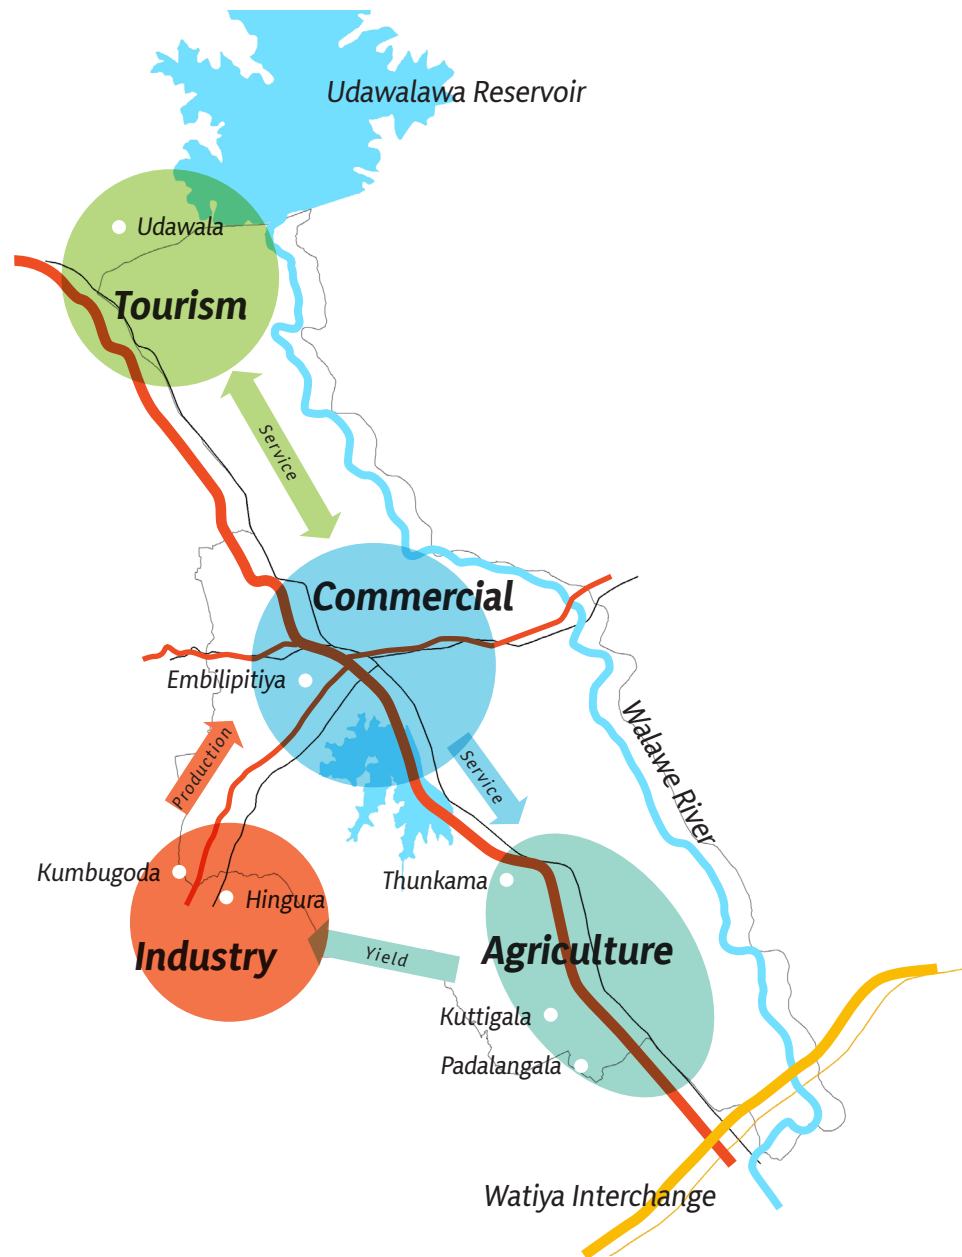 Udawalawa Reservoir
Udawala
Tourism
Service
Commercial
Embilipitiya
Walawe River
Production
Service
Kumbugoda
Hingura
Thunkama
Industry
Yield
Agriculture
Kuttigala
Padalangala
Watiya Interchange